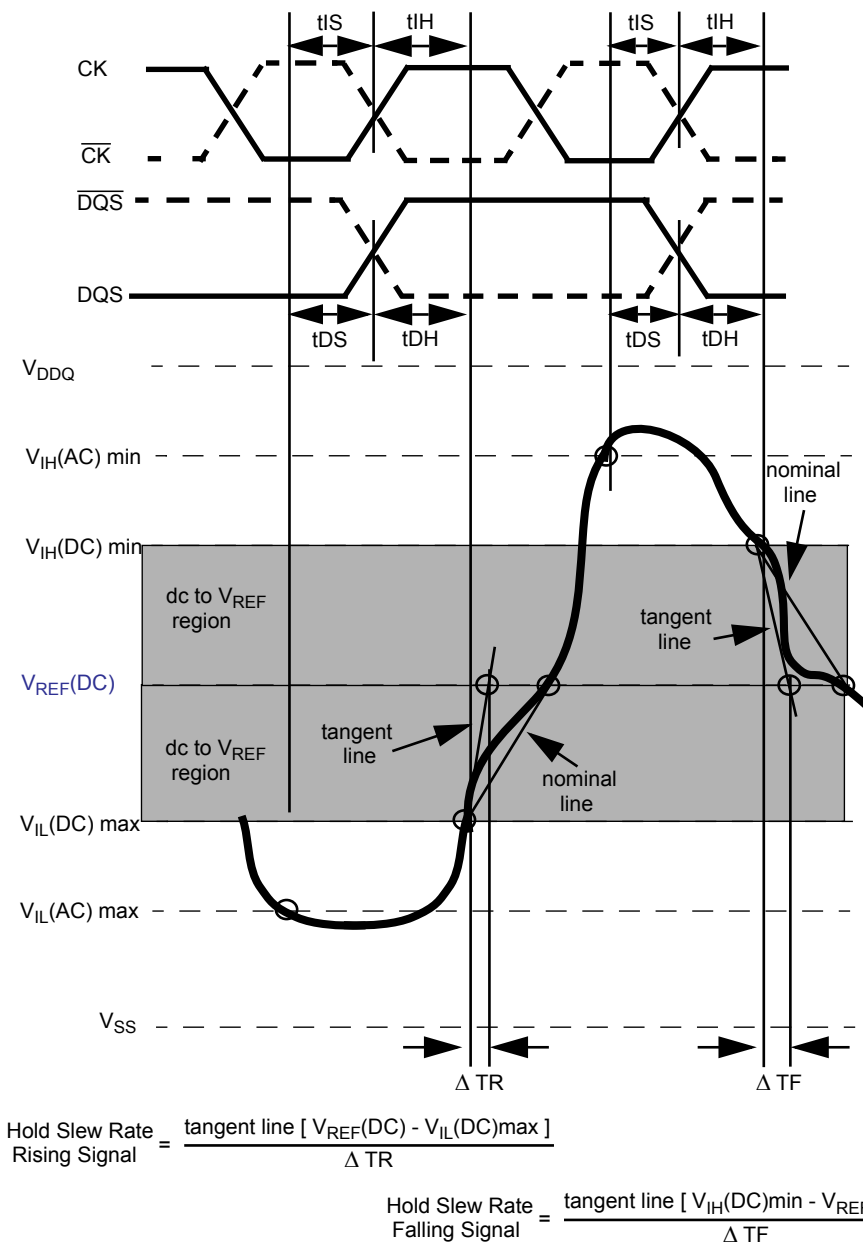 tIS tIH tIS tIH
CK
C̅K̅
D̅Q̅S̅
DQS
tDS tDH tDS tDH
VDDQ
VIH(AC) min
nominal
line
VIH(DC) min
dc to VREF
region
tangent
line
VREF(DC)
dc to VREF
region
tangent
line
nominal
line
VIL(DC) max
VIL(AC) max
VSS
Δ TR Δ TF
Hold Slew Rate
Rising Signal
= tangent line [ VREF(DC) - VIL(DC)max ]
Δ TR
Hold Slew Rate
Falling Signal
= tangent line [ VIH(DC)min - VREF
Δ TF